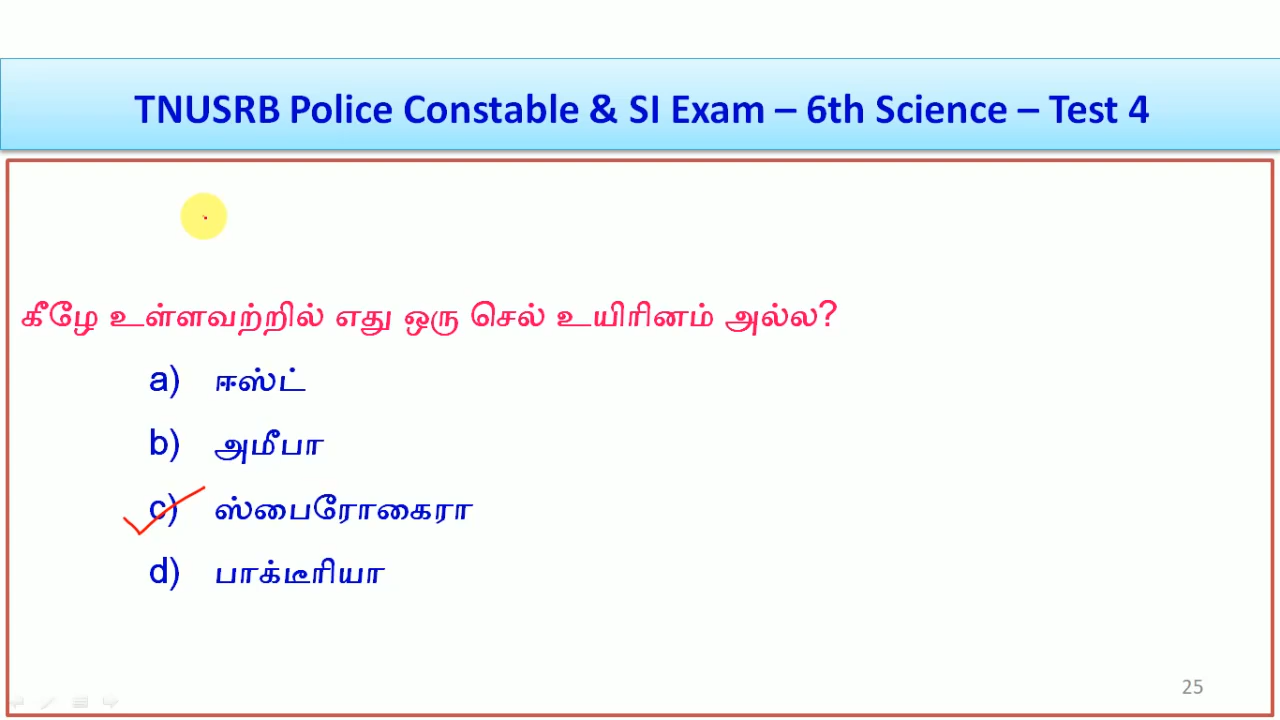 TNUSRB Police Constable & SI Exam – 6th Science – Test 4
கீழே உள்ளவற்றில் எது ஒரு செல் உயிரினம் அல்ல?
a) ஈஸ்ட்
b) அமீபா
c) ஸ்பைரோகைரா
d) பாக்டீரியா
25